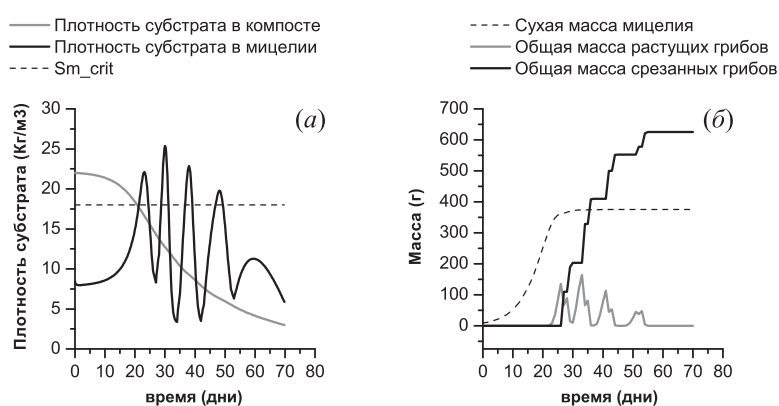 Плотность субстрата в компосте
Плотность субстрата в мицелии
Sm_crit
(а)
Плотность субстрата (Кг/м3)
30
25
20
15
10
5
0
0 10 20 30 40 50 60 70 80
время (дни)
Сухая масса мицелия
Общая масса растущих грибов
Общая масса срезанных грибов
(б)
Масса (г)
700
600
500
400
300
200
100
0
0 10 20 30 40 50 60 70 80
время (дни)